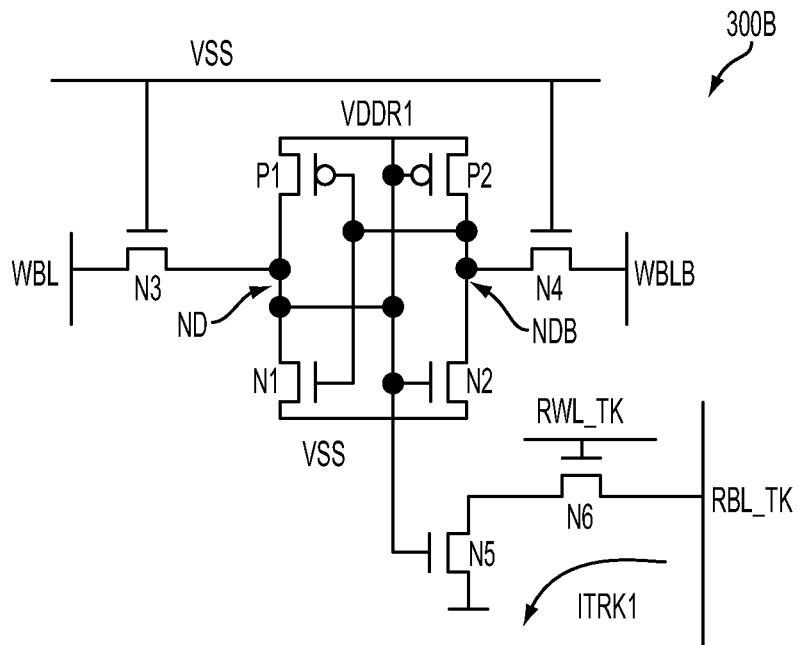 300B
VSS
VDDR1
P1
P2
WBL
N3
N4
WBLB
ND
NDB
N1
N2
VSS
RWL_TK
N6
RBL_TK
N5
ITRK1